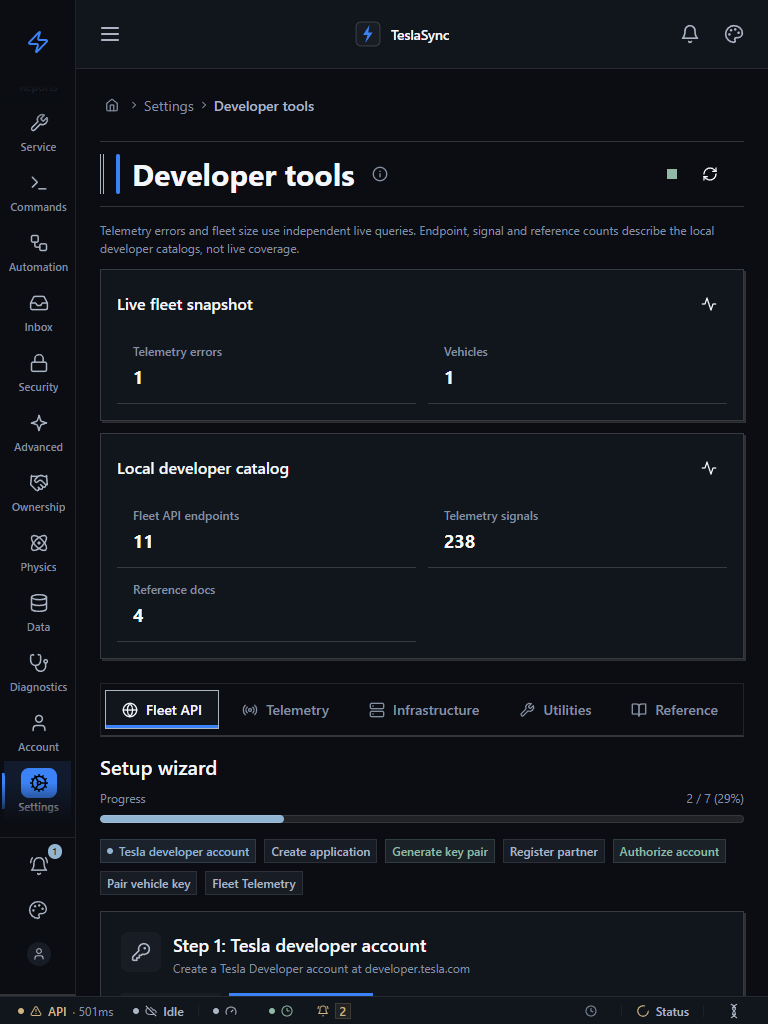 TeslaSync
Settings
Developer tools
Service
Commands
Automation
Inbox
Security
Advanced
Ownership
Physics
Data
Diagnostics
Account
Settings
1
Developer tools
Telemetry errors and fleet size use independent live queries. Endpoint, signal and reference counts describe the local
developer catalogs, not live coverage.
Live fleet snapshot
Telemetry errors
1
Vehicles
1
Local developer catalog
Fleet API endpoints
11
Telemetry signals
238
Reference docs
4
Fleet API
Telemetry
Infrastructure
Utilities
Reference
Setup wizard
Progress
2 / 7 (29%)
Tesla developer account
Create application
Generate key pair
Register partner
Authorize account
Pair vehicle key
Fleet Telemetry
Step 1: Tesla developer account
Create a Tesla Developer account at developer.tesla.com
API · 501ms
Idle
2
Status